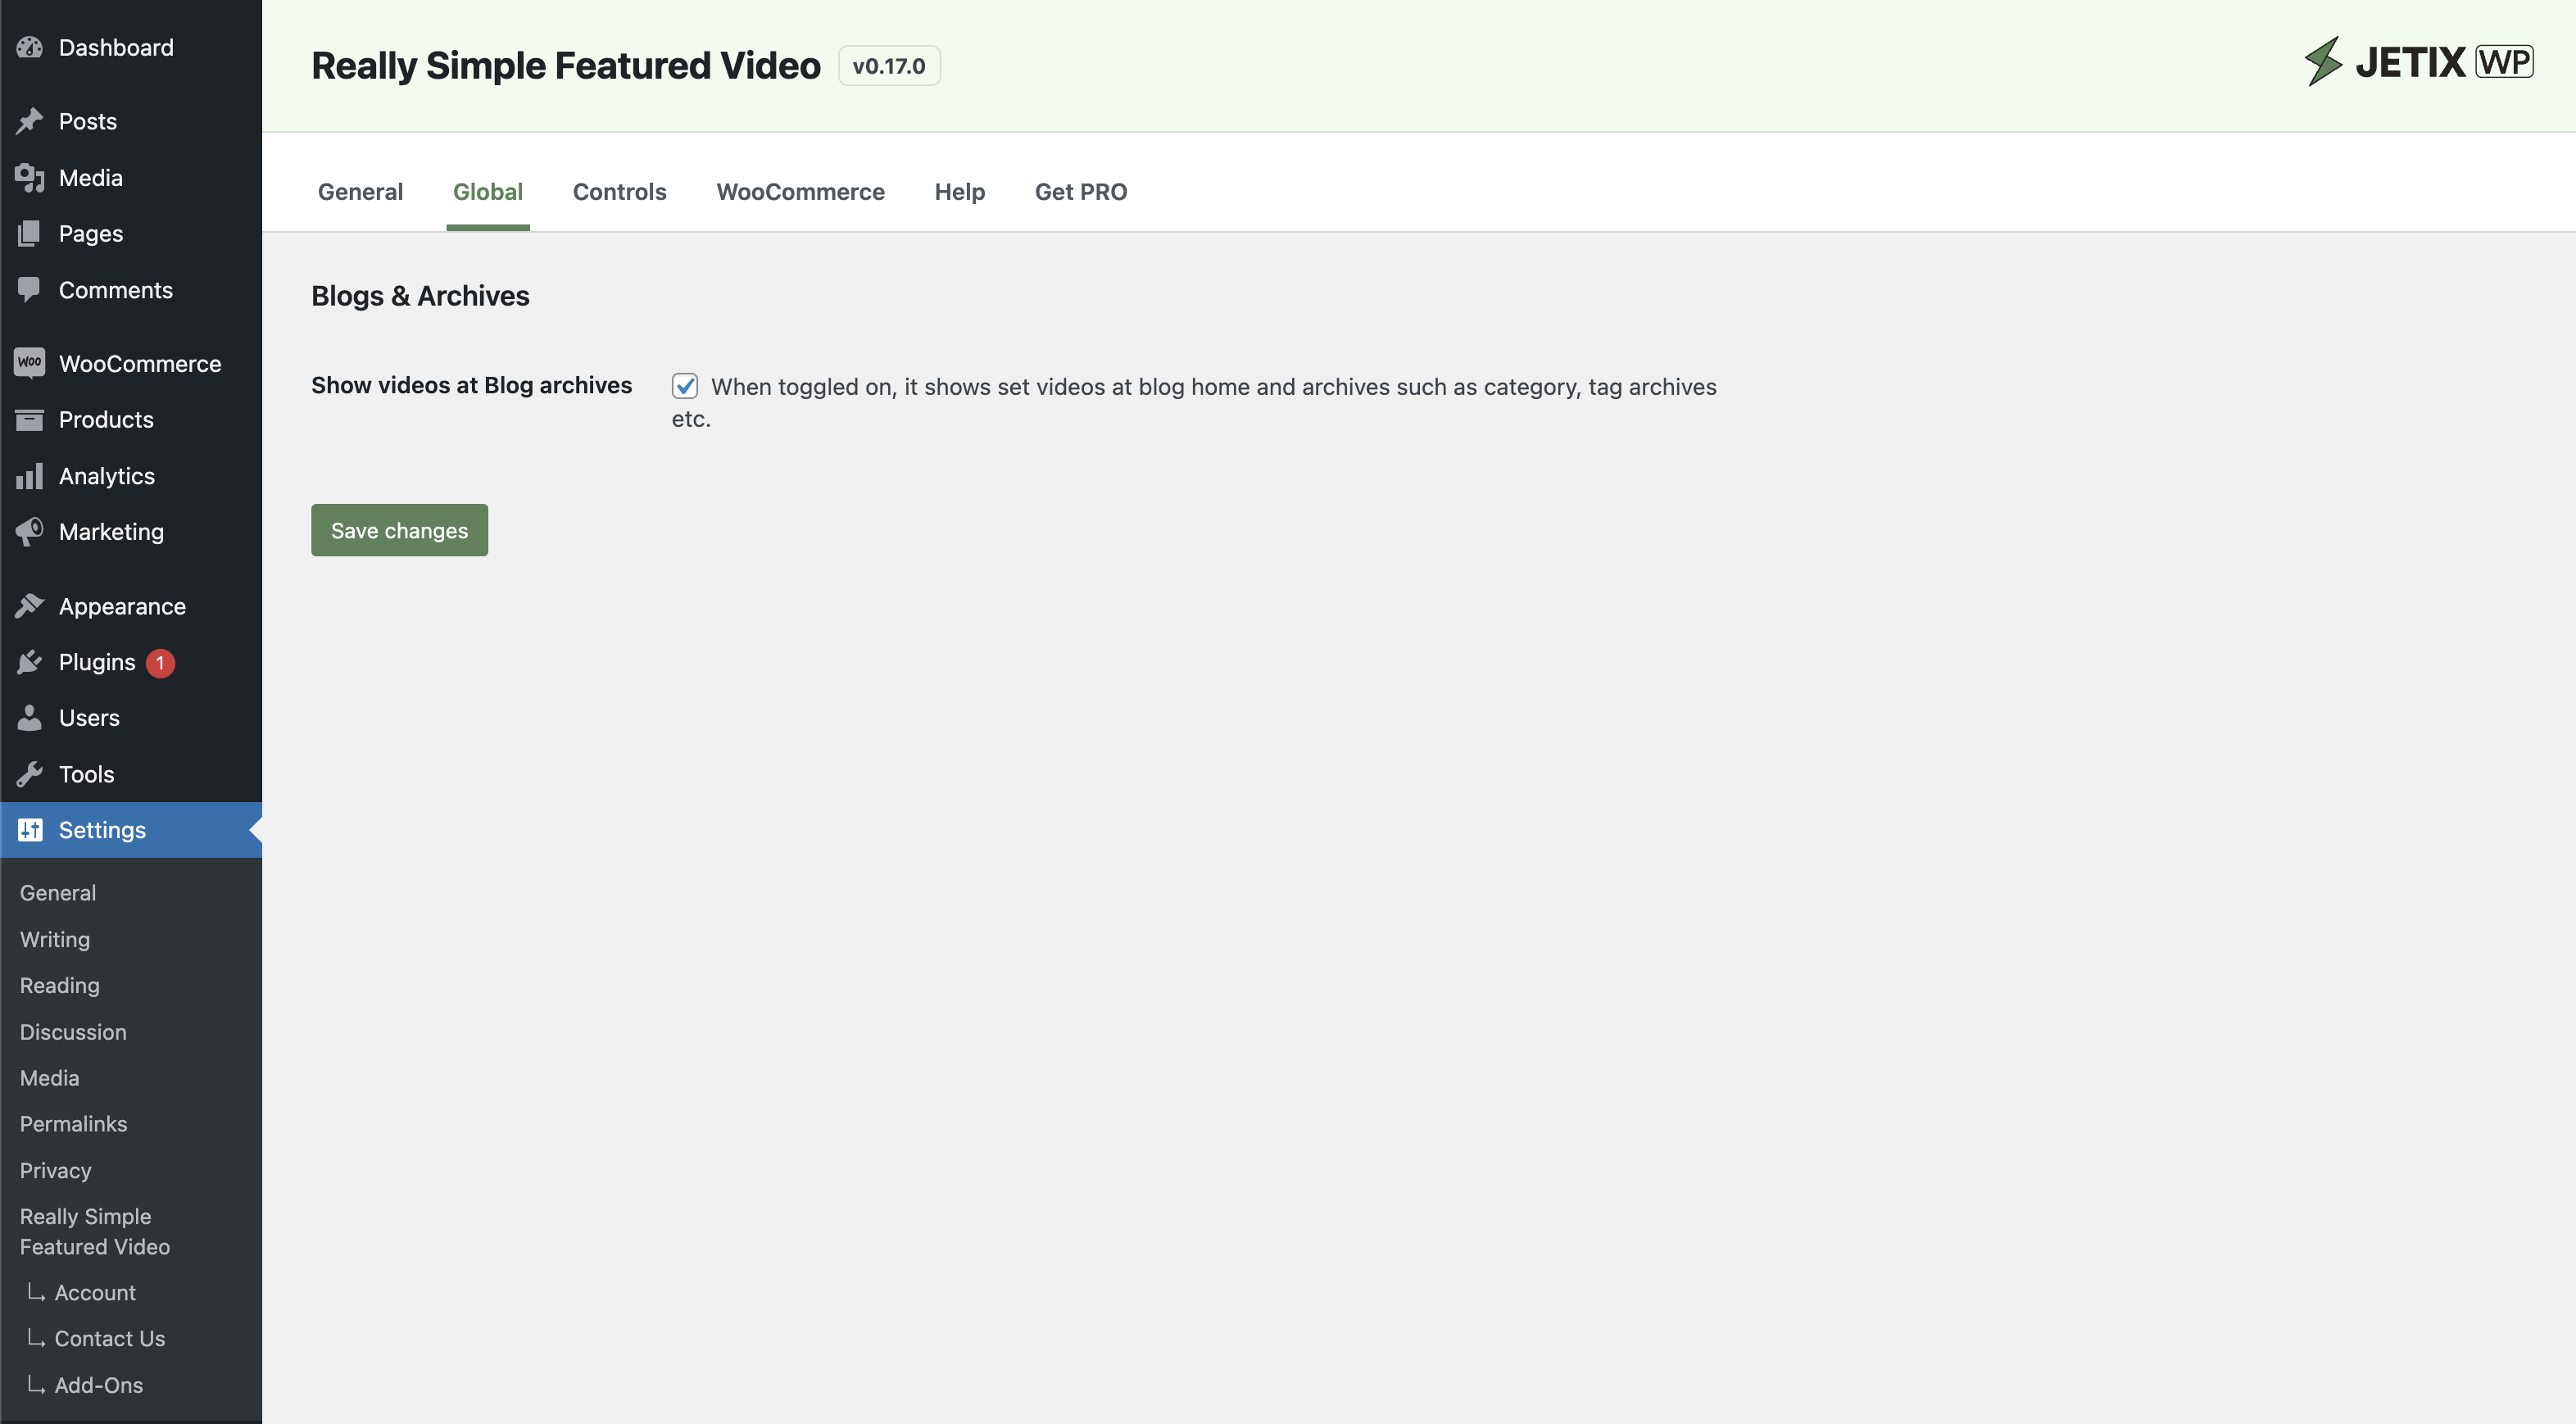 Dashboard
Posts
Media
Pages
Comments
Woo WooCommerce
Products
Analytics
Marketing
Appearance
Plugins 1
Users
Tools
Settings
General
Writing
Reading
Discussion
Media
Permalinks
Privacy
Really Simple
Featured Video
Account
Contact Us
Add-Ons
Really Simple Featured Video v0.17.0
JETIX WP
General Global Controls WooCommerce Help Get PRO
Blogs & Archives
Show videos at Blog archives When toggled on, it shows set videos at blog home and archives such as category, tag archives
etc.
Save changes